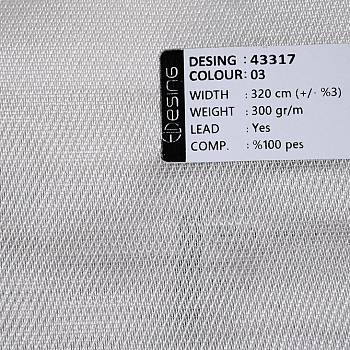 Desing
DESING : 43317
COLOUR: 03
WIDTH : 320 cm (+/- %3)
WEIGHT : 300 gr/m
LEAD : Yes
COMP. : %100 pes